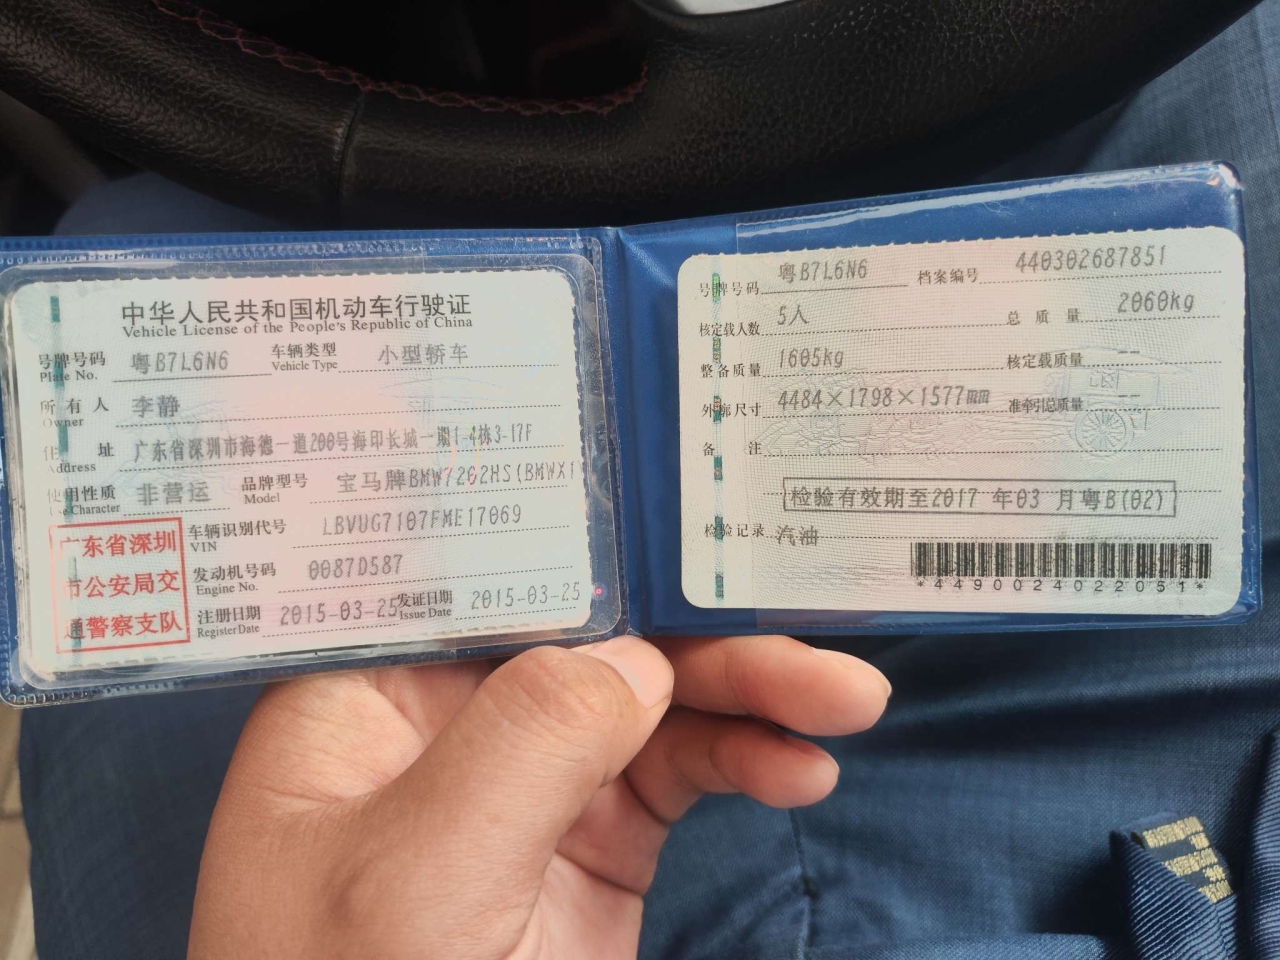 中华人民共和国机动车行驶证
Vehicle License of the People's Republic of China
号牌号码 粤B7L6N6 车辆类型 小型轿车
Plate No. Vehicle Type
所有人 李静
Owner
住 址 广东省深圳市海德一道200号海印长城一期1-4栋3-17F
Address
使用性质 非营运 品牌型号 宝马牌BMW7202HS(BMWX1
Use Character Model
车辆识别代号 LBVUG7107FME17069
VIN
发动机号码 0087D587
Engine No.
注册日期 2015-03-25 发证日期 2015-03-25
Register Date Issue Date
广东省深圳
市公安局交
通警察支队
号牌号码 粤B7L6N6 档案编号 440302687851
核定载人数 5人 总质量 2060kg
整备质量 1605kg 核定载质量 --
外廓尺寸 4484×1798×1577mm 准牵引总质量 --
备 注
检验有效期至2017 年03 月粤B(02)
检验记录 汽油
*4490024022051*